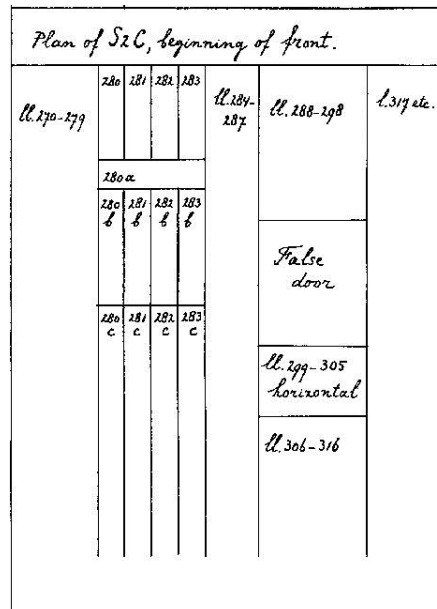 Plan of S2C, beginning of front.
280 281 282 283
ll.270-279
ll.284-
287
ll.288-298
l.317 etc.
280a
280 281 282 283
b b b b
False
door
280 281 282 283
c c c c
ll.299-305
horizontal
ll.306-316